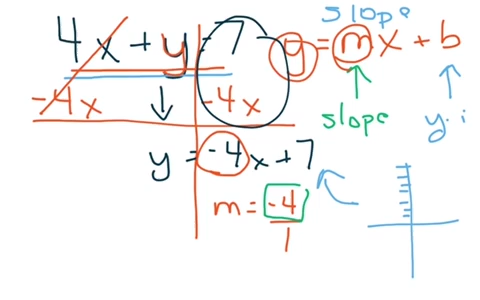 slope
4x + y = 7
y = mx + b
-4x -4x
slope
y.i
y = -4x + 7
m = -4
1